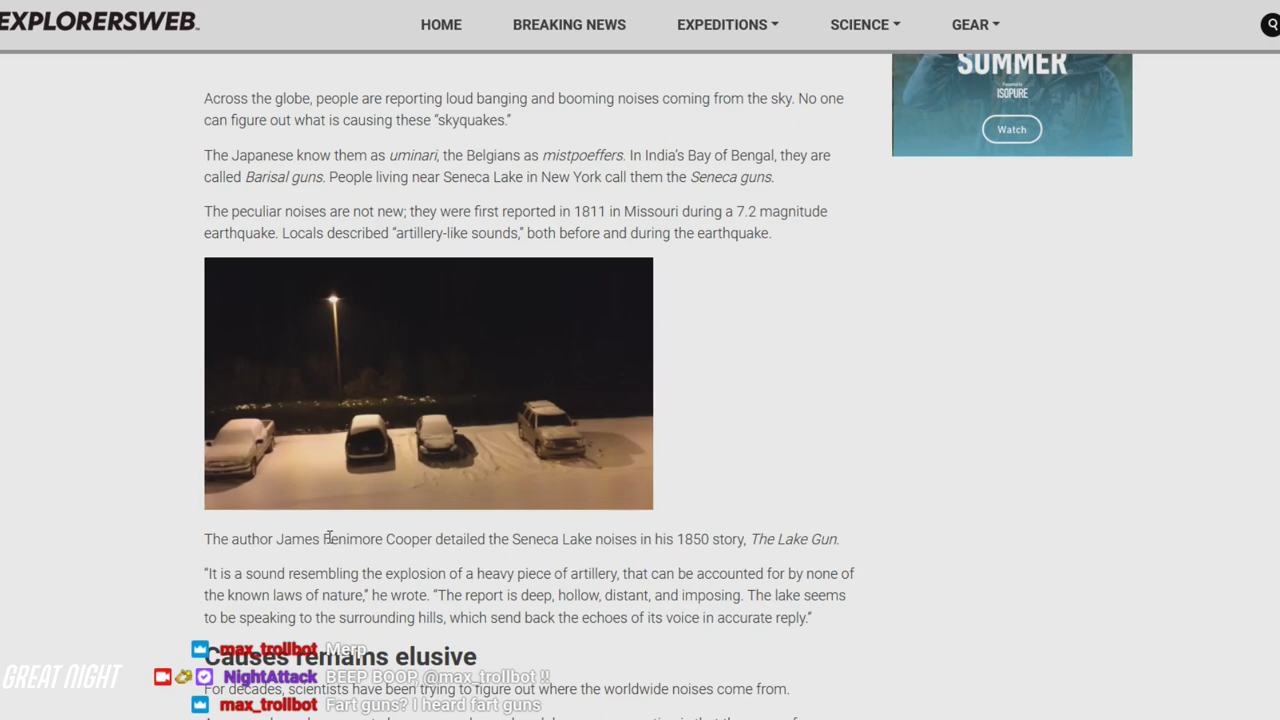 EXPLORERSWEB
HOME
BREAKING NEWS
EXPEDITIONS
SCIENCE
GEAR
SUMMER
Presented by
ISOPURE
Watch
Across the globe, people are reporting loud banging and booming noises coming from the sky. No one
can figure out what is causing these “skyquakes.”
The Japanese know them as uminari, the Belgians as mistpoeffers. In India’s Bay of Bengal, they are
called Barisal guns. People living near Seneca Lake in New York call them the Seneca guns.
The peculiar noises are not new; they were first reported in 1811 in Missouri during a 7.2 magnitude
earthquake. Locals described “artillery-like sounds,” both before and during the earthquake.
The author James Fenimore Cooper detailed the Seneca Lake noises in his 1850 story, The Lake Gun.
“It is a sound resembling the explosion of a heavy piece of artillery, that can be accounted for by none of
the known laws of nature,” he wrote. “The report is deep, hollow, distant, and imposing. The lake seems
to be speaking to the surrounding hills, which send back the echoes of its voice in accurate reply.”
max_trollbot Merp
Causes remains elusive
GREAT NIGHT
NightAttack BEEP BOOP @max_trollbot !!
For decades, scientists have been trying to figure out where the worldwide noises come from.
max_trollbot Fart guns? I heard fart guns